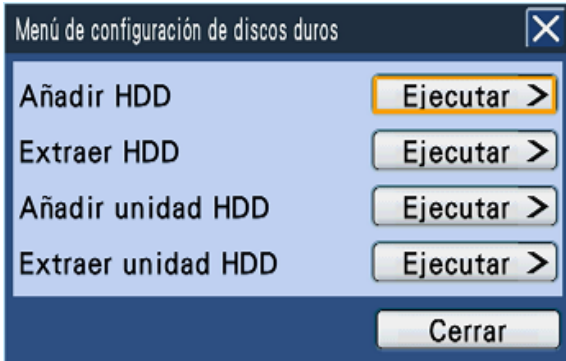 Menú de configuración de discos duros
Añadir HDD Ejecutar >
Extraer HDD Ejecutar >
Añadir unidad HDD Ejecutar >
Extraer unidad HDD Ejecutar >
Cerrar